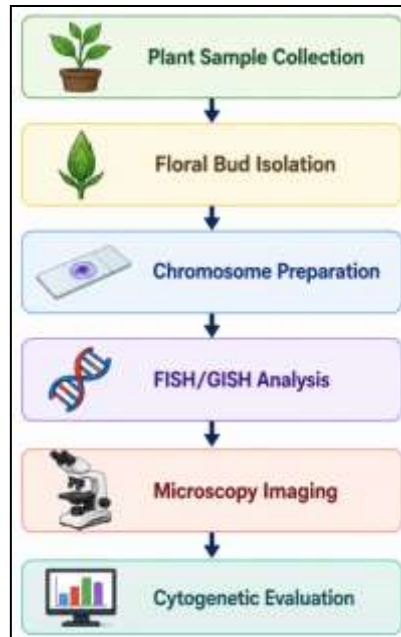 Plant Sample Collection
Floral Bud Isolation
Chromosome Preparation
FISH/GISH Analysis
Microscopy Imaging
Cytogenetic Evaluation